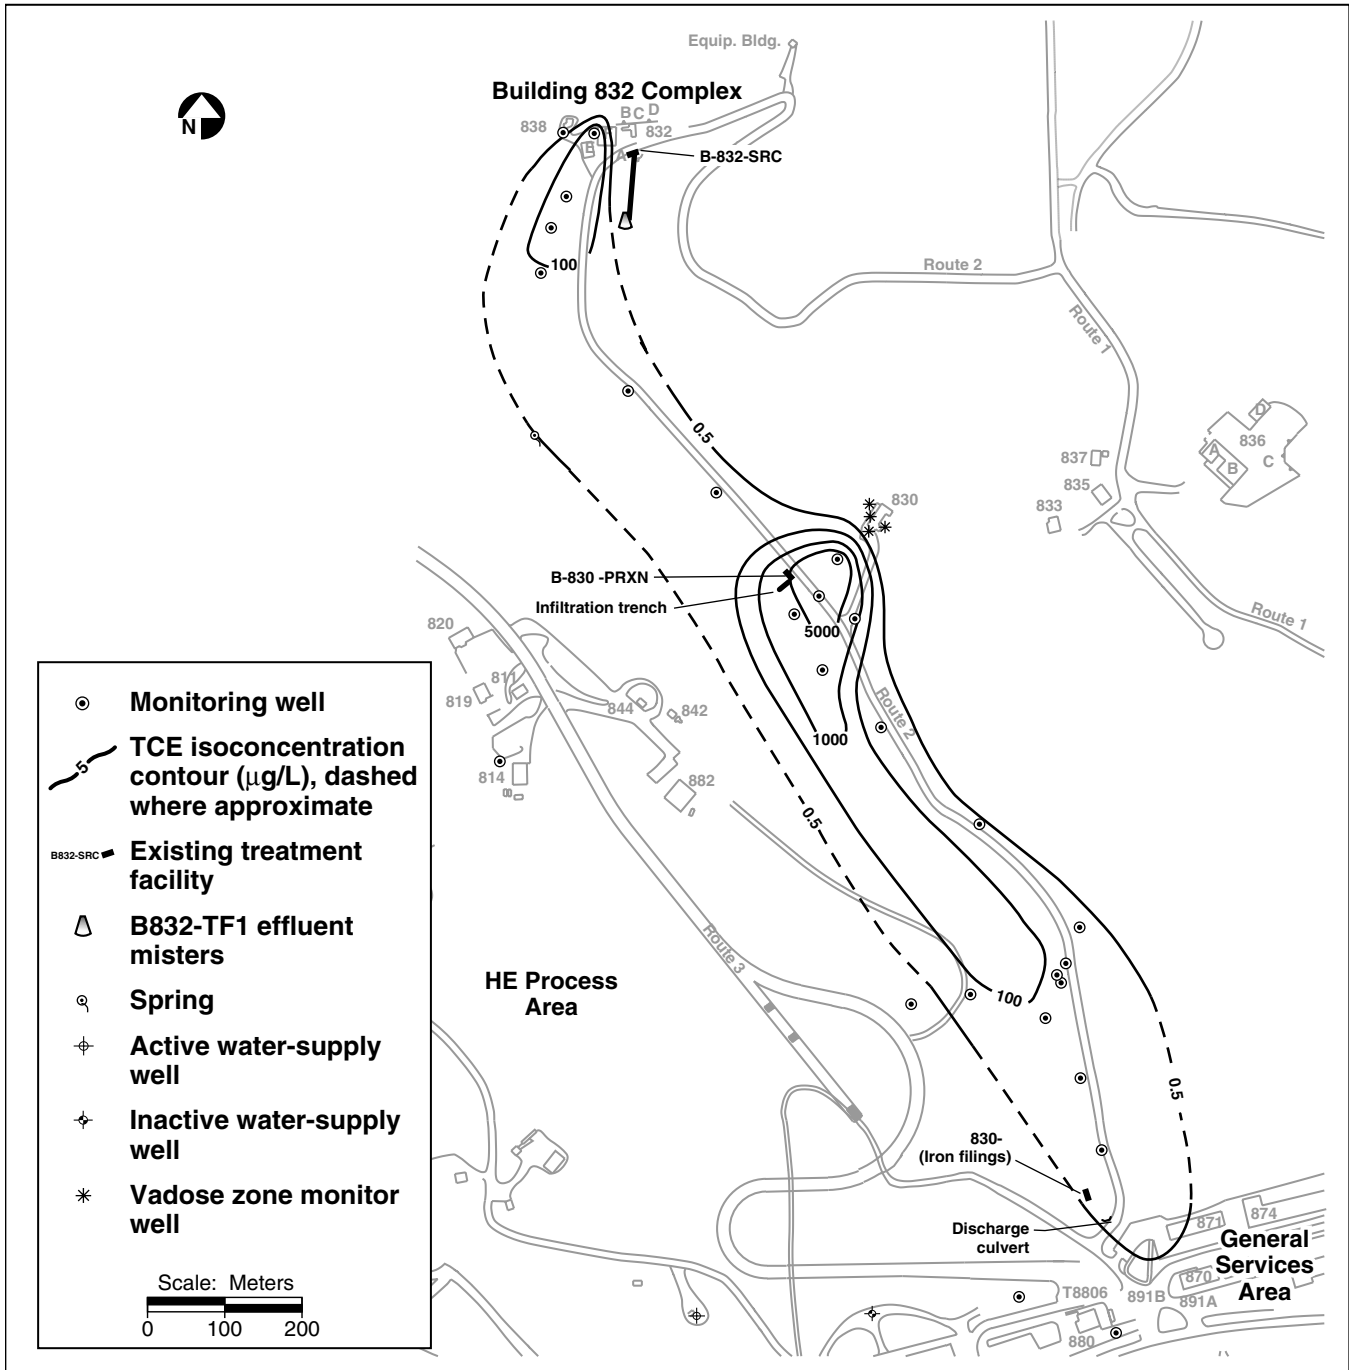 Equip. Bldg.
Building 832 Complex
N
838
B C D
832
E
A
B-832-SRC
100
Route 2
Route 1
0.5
D
836
A
B
C
837
835
833
830
B-830 -PRXN
Infiltration trench
5000
Route 1
820
811
819
844
842
814
882
Route 2
1000
0.5
Route 3
HE Process
Area
100
0.5
830-
(Iron filings)
Discharge
culvert
871
874
General
Services
Area
870
T8806
891B
891A
880
Monitoring well
5
TCE isoconcentration
contour (µg/L), dashed
where approximate
B832-SRC
Existing treatment
facility
B832-TF1 effluent
misters
Spring
Active water-supply
well
Inactive water-supply
well
Vadose zone monitor
well
Scale: Meters
0 100 200